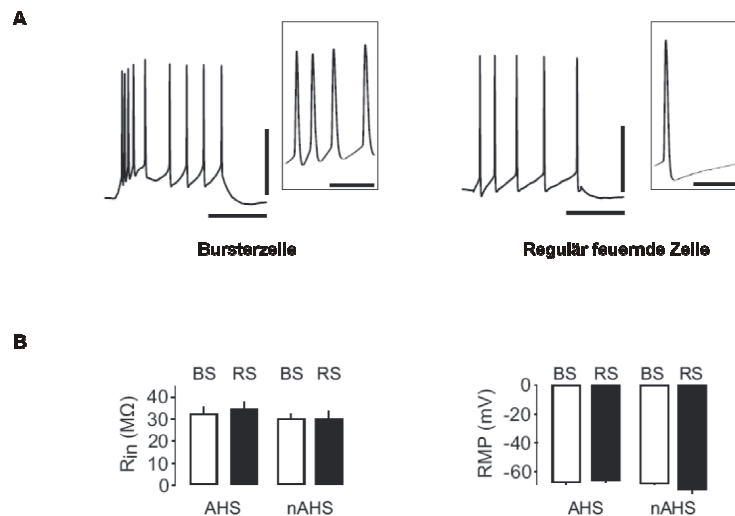 A
Bursterzelle
Regulär feuernde Zelle
B
BS RS BS RS
40
30
20
10
0
Rin (MΩ)
AHS nAHS
BS RS BS RS
0
-20
-40
-60
RMP (mV)
AHS nAHS